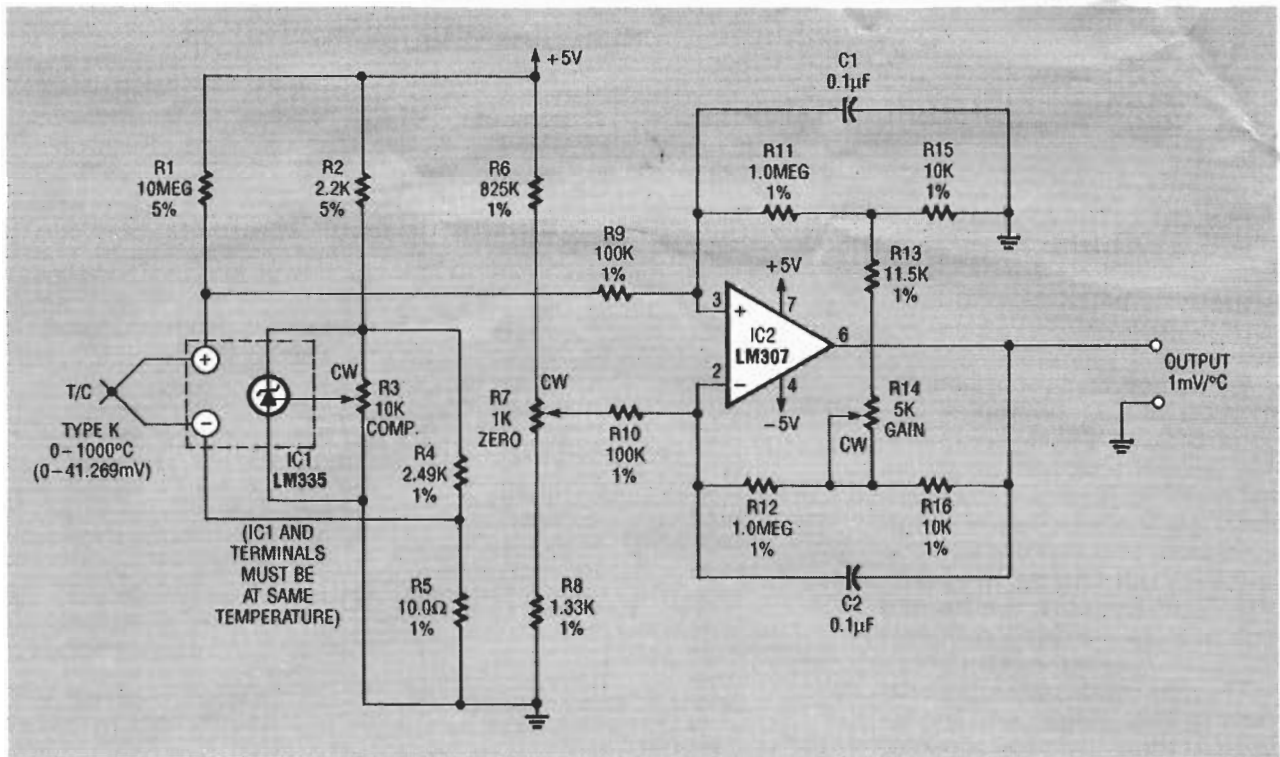 +5V
C1
0.1µF
R1
10MEG
5%
R2
2.2K
5%
R6
825K
1%
R11
1.0MEG
1%
R15
10K
1%
R9
100K
1%
R13
11.5K
1%
+5V
3
+
7
IC2
LM307
6
2
−
4
−5V
OUTPUT
1mV/°C
T/C
+
−
TYPE K
0–1000°C
(0–41.269mV)
CW
R3
10K
COMP.
IC1
LM335
(IC1 AND
TERMINALS
MUST BE
AT SAME
TEMPERATURE)
R4
2.49K
1%
R5
10.0Ω
1%
CW
R7
1K
ZERO
R10
100K
1%
R8
1.33K
1%
R14
5K
GAIN
CW
R12
1.0MEG
1%
R16
10K
1%
C2
0.1µF